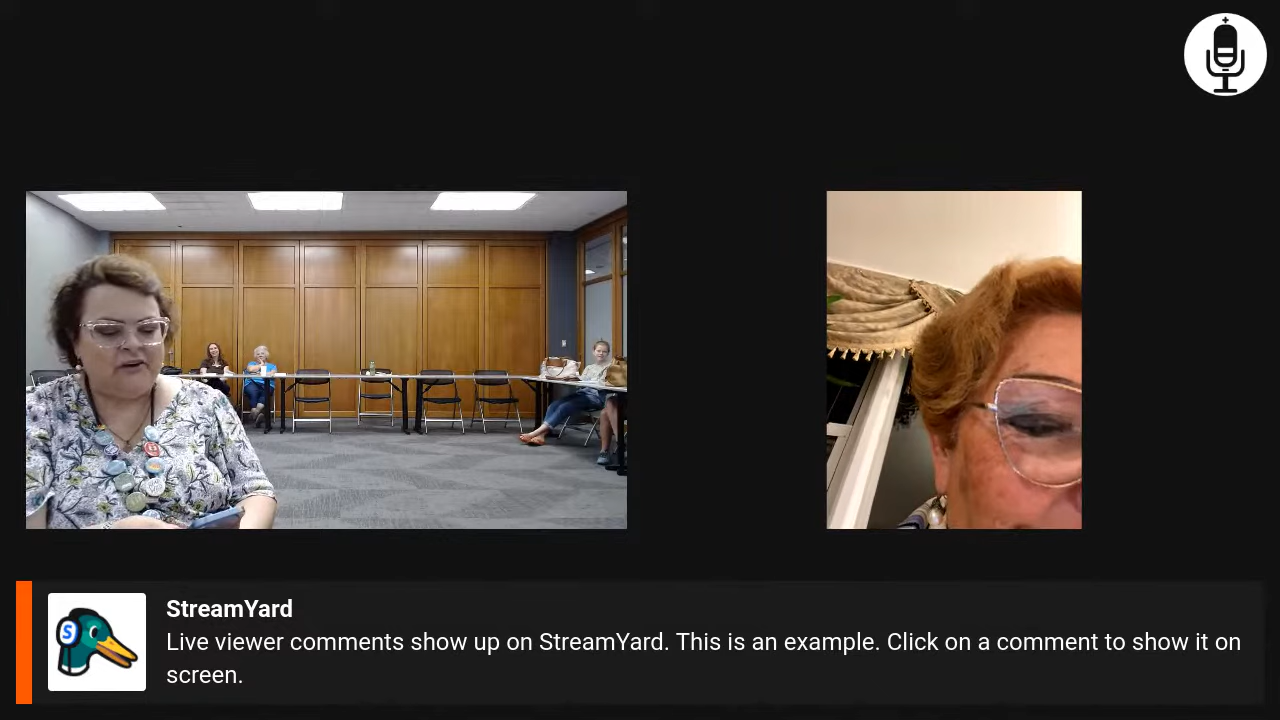 StreamYard
Live viewer comments show up on StreamYard. This is an example. Click on a comment to show it on
screen.